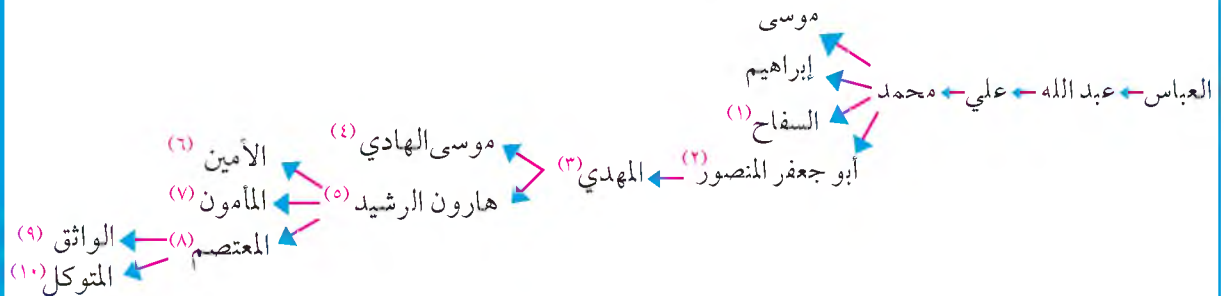 موسى
إبراهيم
العباس عبد الله علي محمد
السفاح (١)
أبو جعفر المنصور (٢) المهدي (٣)
موسى الهادي (٤)
هارون الرشيد (٥)
الأمين (٦)
المأمون (٧)
المعتصم (٨)
الواثق (٩)
المتوكل (١٠)